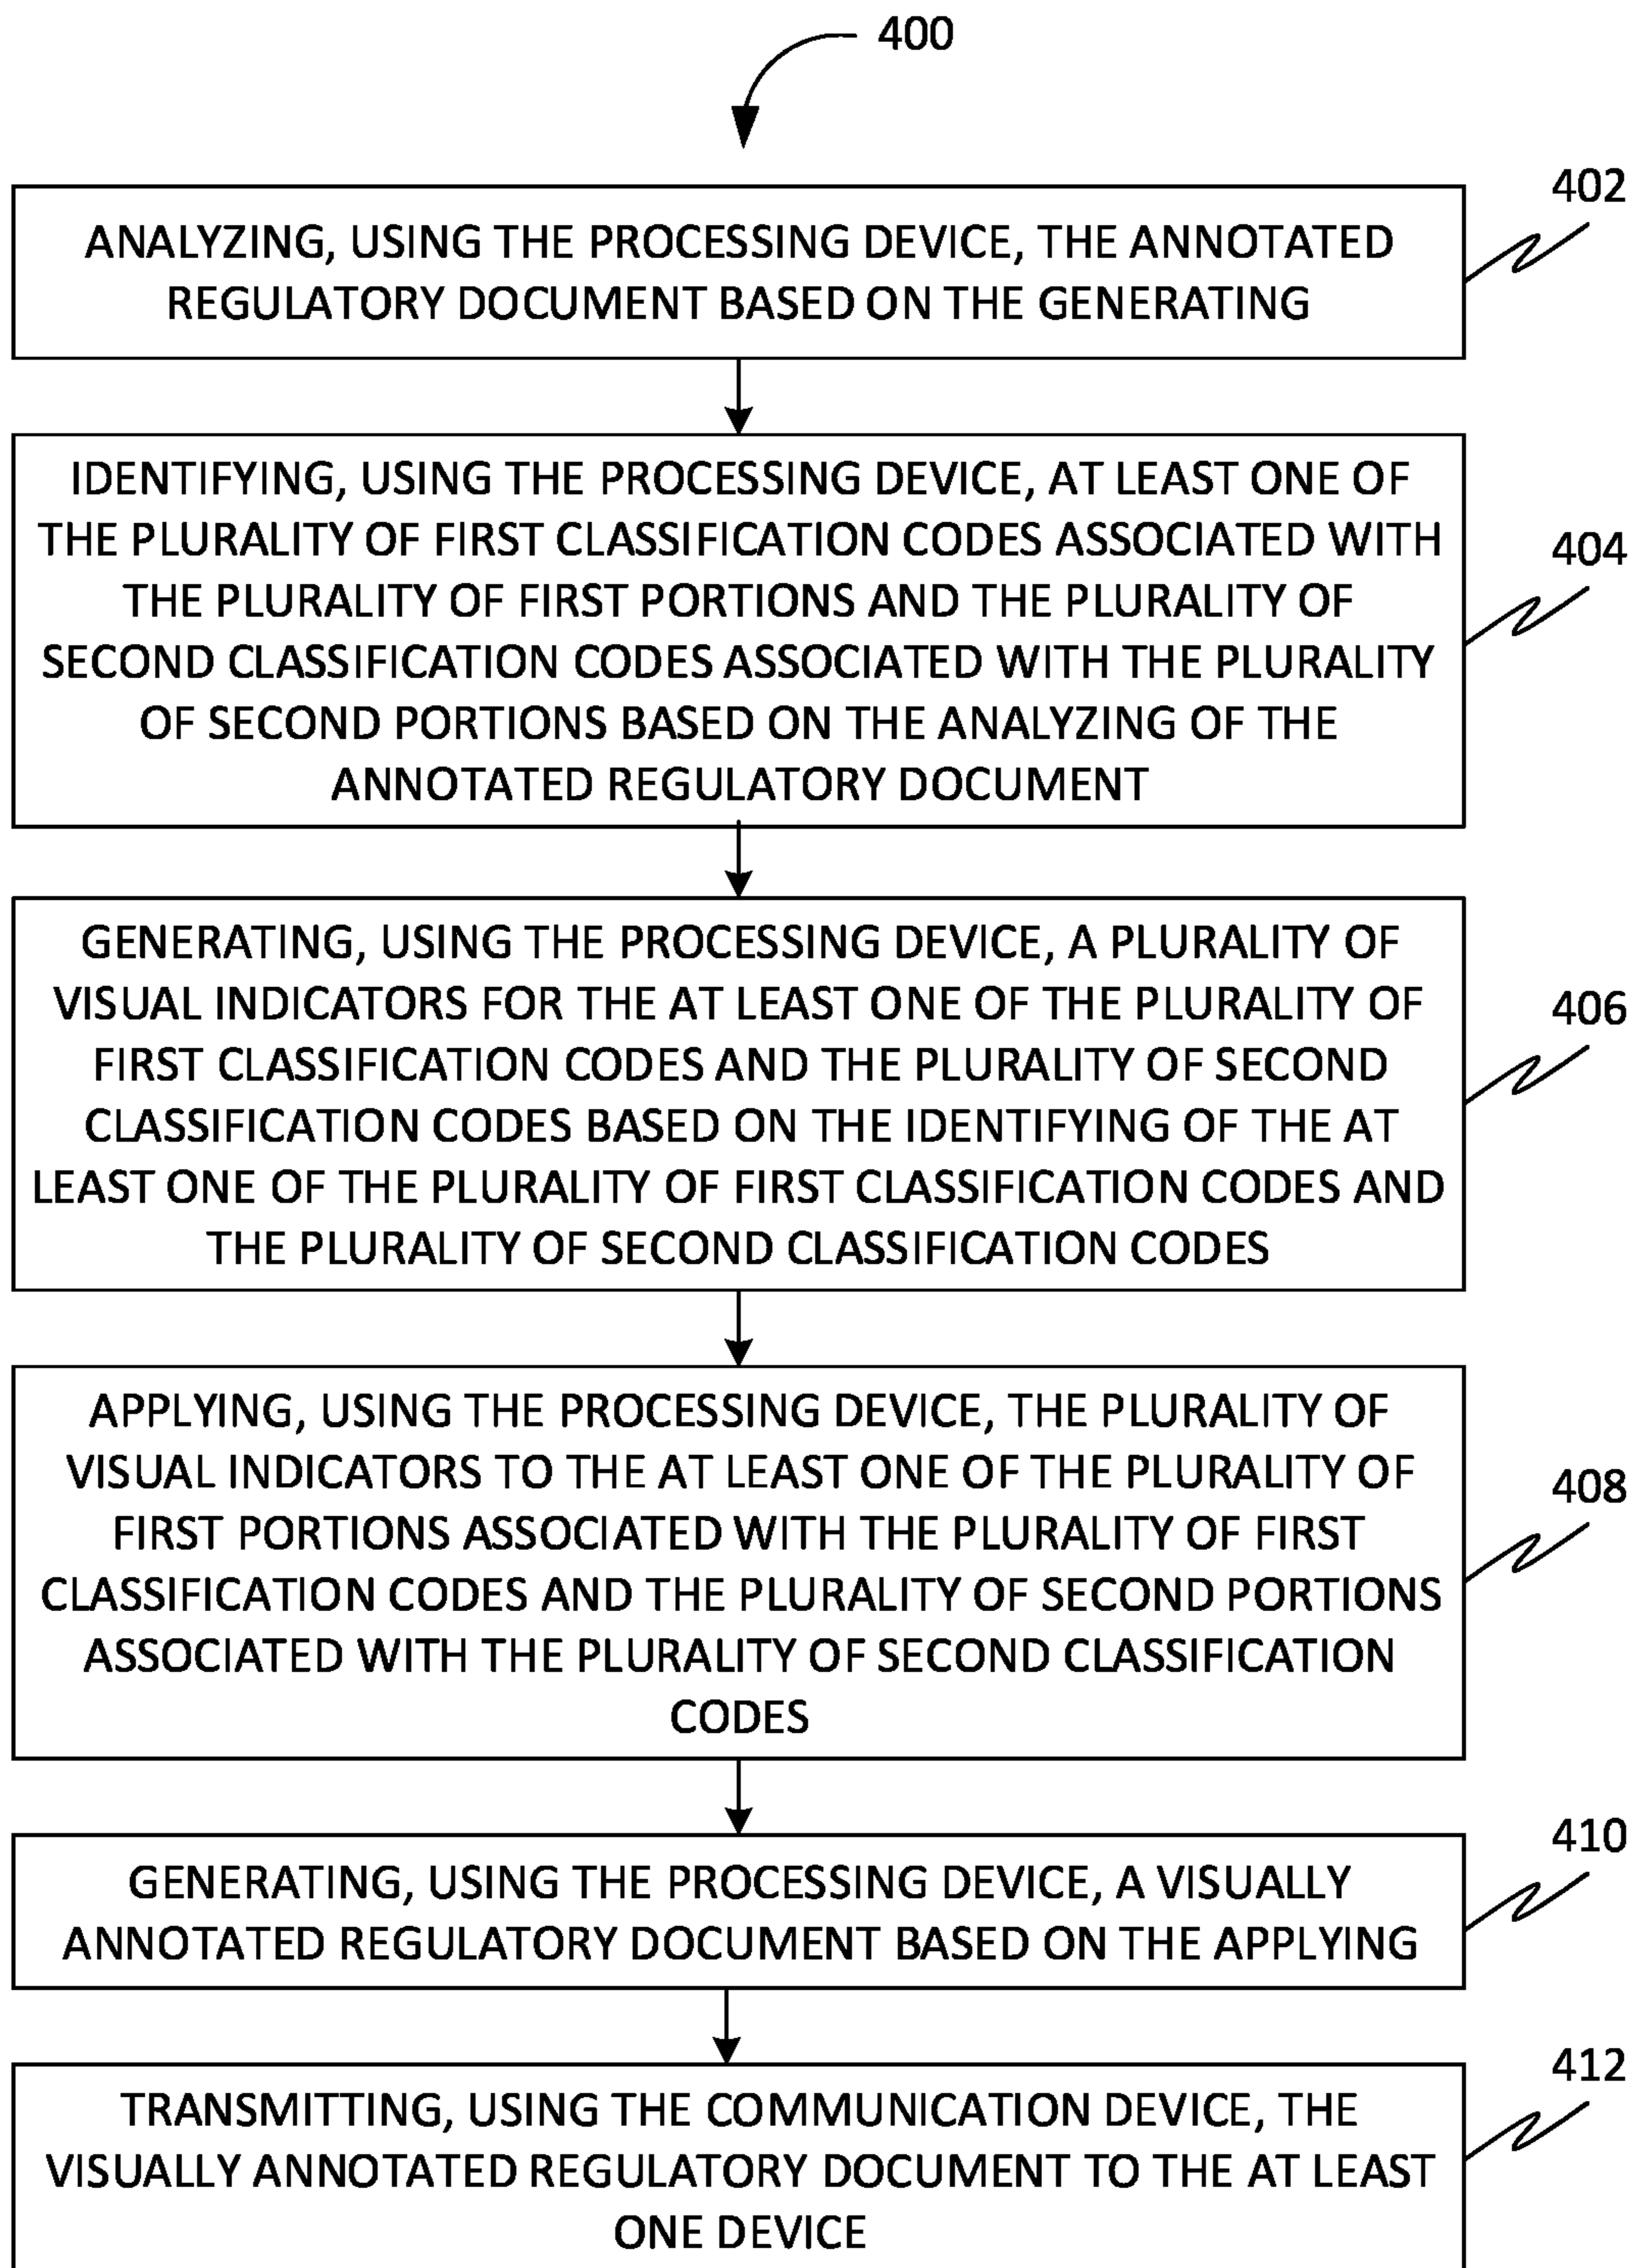 400
402
ANALYZING, USING THE PROCESSING DEVICE, THE ANNOTATED
REGULATORY DOCUMENT BASED ON THE GENERATING
404
IDENTIFYING, USING THE PROCESSING DEVICE, AT LEAST ONE OF
THE PLURALITY OF FIRST CLASSIFICATION CODES ASSOCIATED WITH
THE PLURALITY OF FIRST PORTIONS AND THE PLURALITY OF
SECOND CLASSIFICATION CODES ASSOCIATED WITH THE PLURALITY
OF SECOND PORTIONS BASED ON THE ANALYZING OF THE
ANNOTATED REGULATORY DOCUMENT
406
GENERATING, USING THE PROCESSING DEVICE, A PLURALITY OF
VISUAL INDICATORS FOR THE AT LEAST ONE OF THE PLURALITY OF
FIRST CLASSIFICATION CODES AND THE PLURALITY OF SECOND
CLASSIFICATION CODES BASED ON THE IDENTIFYING OF THE AT
LEAST ONE OF THE PLURALITY OF FIRST CLASSIFICATION CODES AND
THE PLURALITY OF SECOND CLASSIFICATION CODES
408
APPLYING, USING THE PROCESSING DEVICE, THE PLURALITY OF
VISUAL INDICATORS TO THE AT LEAST ONE OF THE PLURALITY OF
FIRST PORTIONS ASSOCIATED WITH THE PLURALITY OF FIRST
CLASSIFICATION CODES AND THE PLURALITY OF SECOND PORTIONS
ASSOCIATED WITH THE PLURALITY OF SECOND CLASSIFICATION
CODES
410
GENERATING, USING THE PROCESSING DEVICE, A VISUALLY
ANNOTATED REGULATORY DOCUMENT BASED ON THE APPLYING
412
TRANSMITTING, USING THE COMMUNICATION DEVICE, THE
VISUALLY ANNOTATED REGULATORY DOCUMENT TO THE AT LEAST
ONE DEVICE